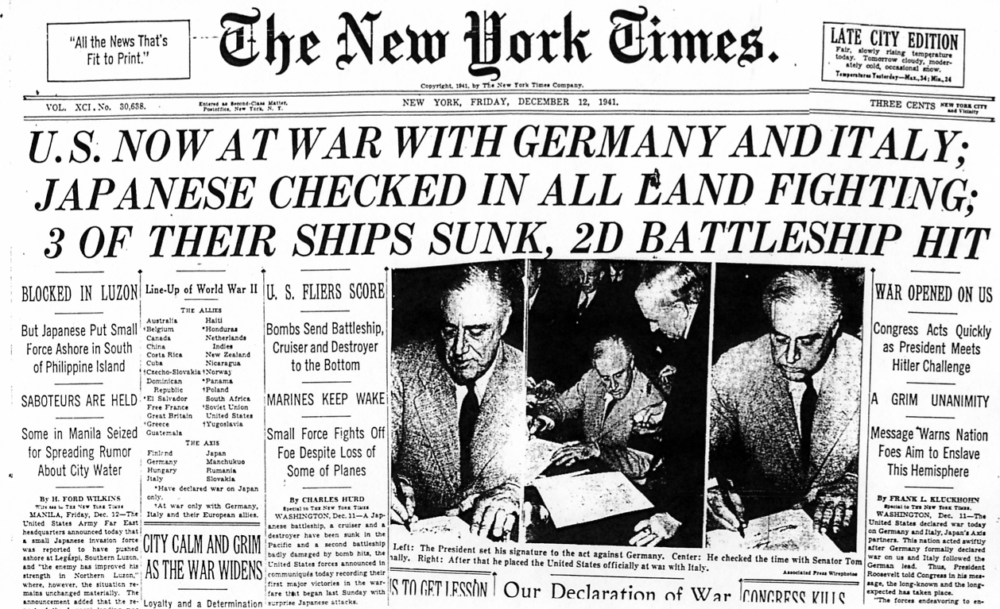 "All the News That's
Fit to Print."
The New York Times.
LATE CITY EDITION
Fair, slowly rising temperature
today. Tomorrow cloudy, moder-
ately cold, occasional snow.
Temperatures Yesterday—Max., 34; Min., 24
Copyright, 1941, by The New York Times Company.
VOL. XCI. No. 30,638.
Entered as Second-Class Matter,
Postoffice, New York, N. Y.
NEW YORK, FRIDAY, DECEMBER 12, 1941.
THREE CENTS NEW YORK CITY
and Vicinity
U.S. NOW AT WAR WITH GERMANY AND ITALY;
JAPANESE CHECKED IN ALL LAND FIGHTING;
3 OF THEIR SHIPS SUNK, 2D BATTLESHIP HIT
BLOCKED IN LUZON
But Japanese Put Small
Force Ashore in South
of Philippine Island
SABOTEURS ARE HELD
Some in Manila Seized
for Spreading Rumor
About City Water
By H. FORD WILKINS
Wireless to THE NEW YORK TIMES
MANILA, Friday, Dec. 12—The
United States Army Far East
headquarters announced today that
a small Japanese invasion force
was reported to have pushed
ashore at Legaspi, Southern Luzon,
and "the enemy has improved his
strength in Northern Luzon,"
where, however, the situation re-
mains unchanged materially. The
announcement added that the re-
Line-Up of World War II
THE ALLIES
Australia
†Belgium
Canada
China
Costa Rica
Cuba
†Czecho-Slovakia
Dominican
Republic
*El Salvador
Free France
Great Britain
*Greece
Guatemala
Haiti
*Honduras
Netherlands
Indies
New Zealand
Nicaragua
†Norway
*Panama
†Poland
South Africa
†Soviet Union
United States
†Yugoslavia
THE AXIS
Finland
Germany
Hungary
Italy
Japan
Manchukuo
Rumania
Slovakia
*Have declared war on Japan
only.
†At war only with Germany,
Italy and their European allies.
CITY CALM AND GRIM
AS THE WAR WIDENS
Loyalty and a Determination
U. S. FLIERS SCORE
Bombs Send Battleship,
Cruiser and Destroyer
to the Bottom
MARINES KEEP WAKE
Small Force Fights Off
Foe Despite Loss of
Some of Planes
By CHARLES HURD
Special to THE NEW YORK TIMES.
WASHINGTON, Dec. 11—A Jap-
anese battleship, a cruiser and a
destroyer have been sunk in the
Pacific and a second battleship
badly damaged by bomb hits, the
United States forces announced in
communiqués today recording their
first major victories in the war-
fare that began last Sunday with
surprise Japanese attacks.
Left: The President set his signature to the act against Germany. Center: He checked the time with Senator Tom
nally. Right: After that he placed the United States officially at war with Italy.
Associated Press Wirephotos
S TO GET LESSON
Our Declaration of War
CONGRESS KILLS
WAR OPENED ON US
Congress Acts Quickly
as President Meets
Hitler Challenge
A GRIM UNANIMITY
Message Warns Nation
Foes Aim to Enslave
This Hemisphere
By FRANK L. KLUCKHOHN
Special to THE NEW YORK TIMES.
WASHINGTON, Dec. 11—The
United States declared war today
on Germany and Italy, Japan's Axis
partners. This nation acted swiftly
after Germany formally declared
war on us and Italy followed the
German lead. Thus, President
Roosevelt told Congress in his mes-
sage, the long-known and the long-
expected has taken place.
"The forces endeavoring to en-